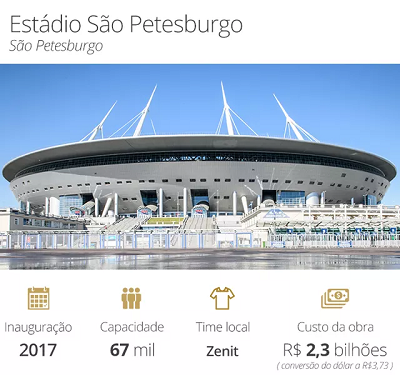 Estádio São Petesburgo
São Petesburgo
Inauguração
2017
Capacidade
67 mil
Time local
Zenit
Custo da obra
R$ 2,3 bilhões
( conversão do dólar a R$3,73 )